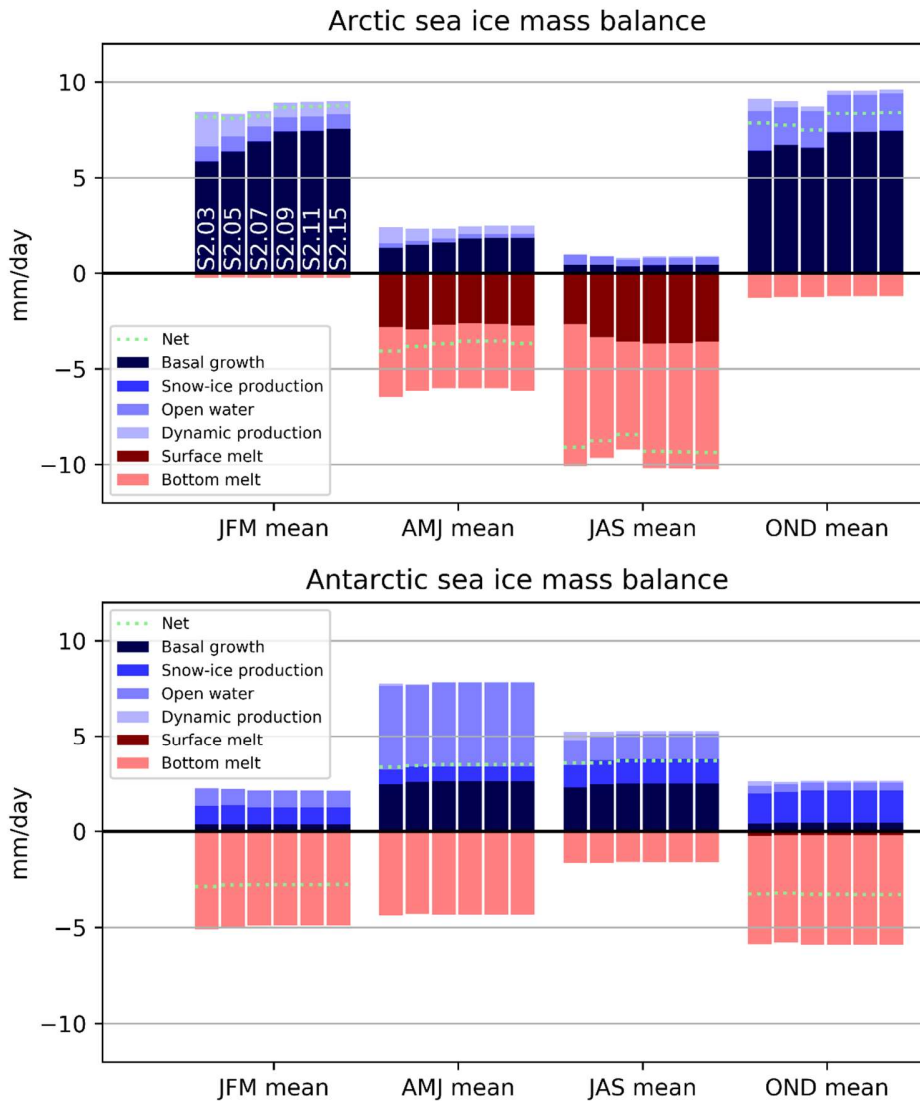 Arctic sea ice mass balance
mm/day
10
5
0
−5
−10
S2.03
S2.05
S2.07
S2.09
S2.11
S2.15
Net
Basal growth
Snow-ice production
Open water
Dynamic production
Surface melt
Bottom melt
JFM mean AMJ mean JAS mean OND mean
Antarctic sea ice mass balance
mm/day
10
5
0
−5
−10
Net
Basal growth
Snow-ice production
Open water
Dynamic production
Surface melt
Bottom melt
JFM mean AMJ mean JAS mean OND mean